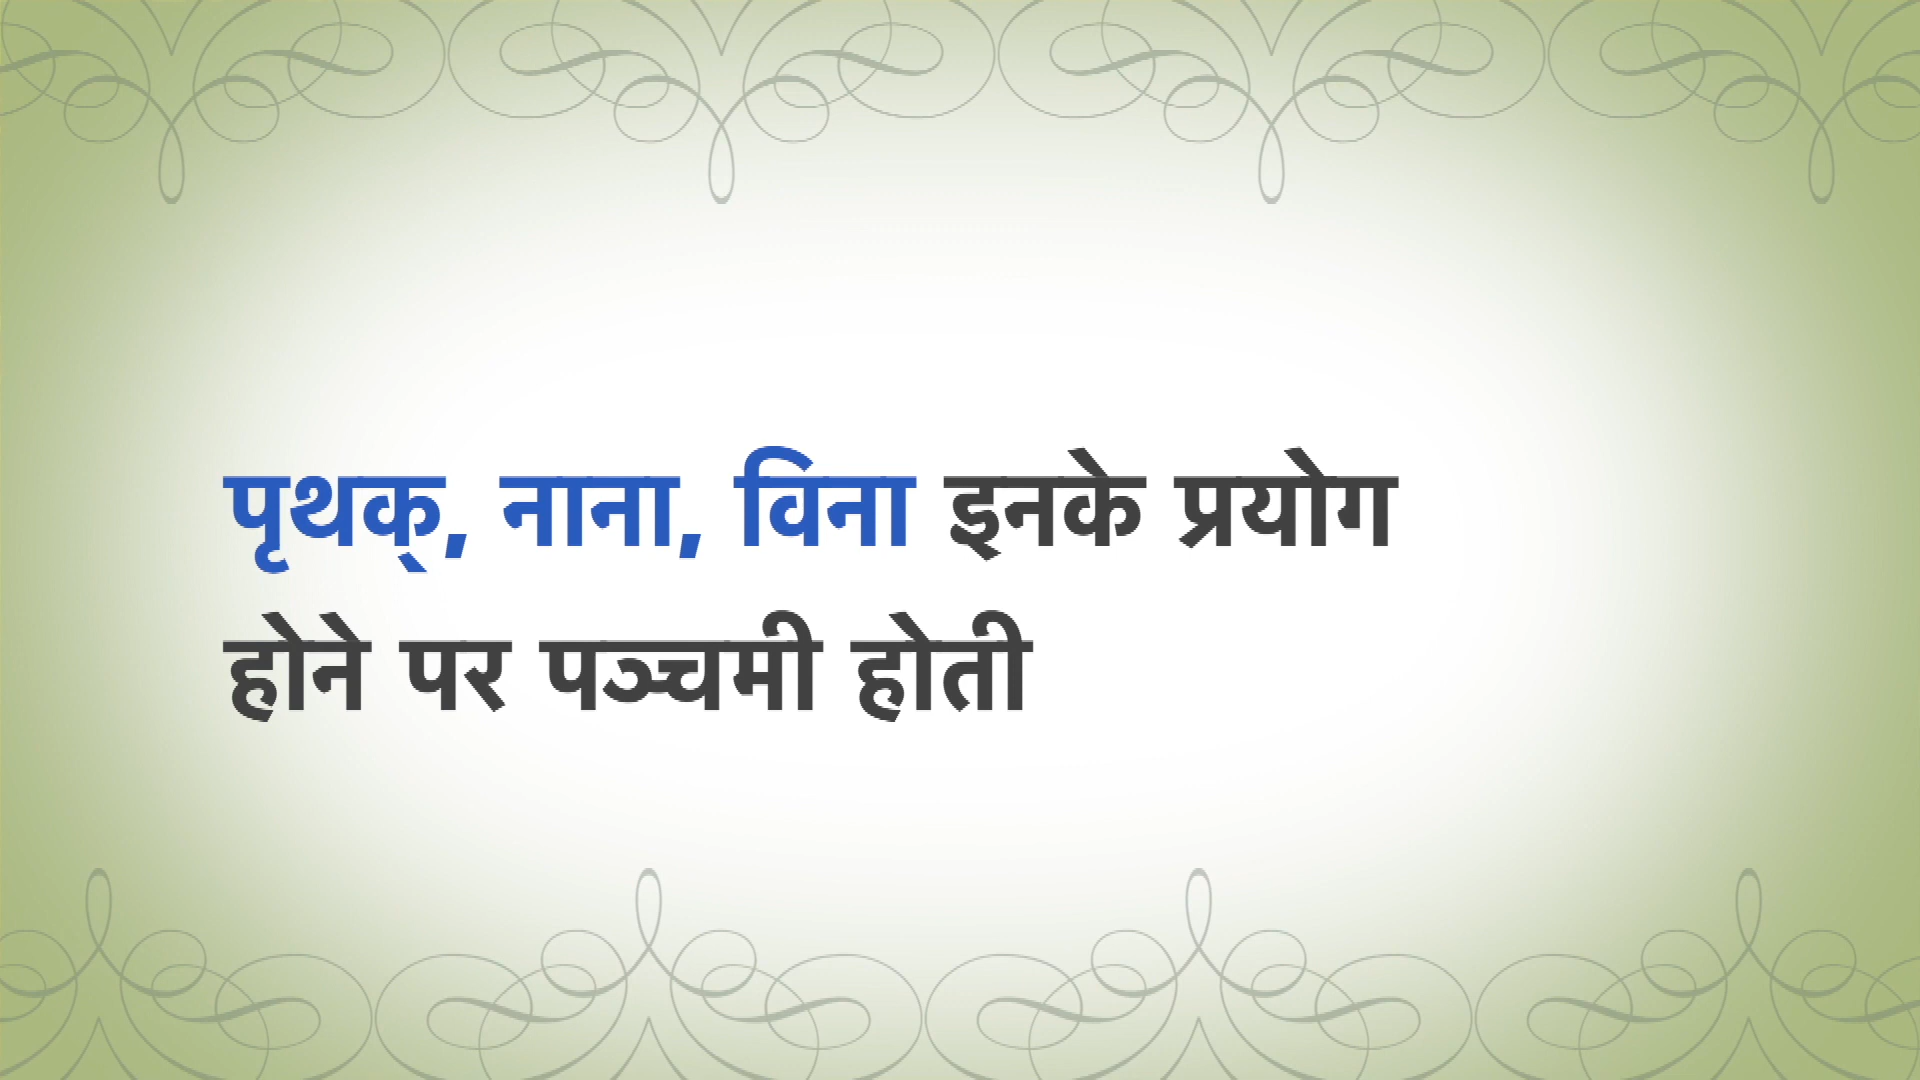 पृथक्, नाना, विना इनके प्रयोग
होने पर पञ्चमी होती